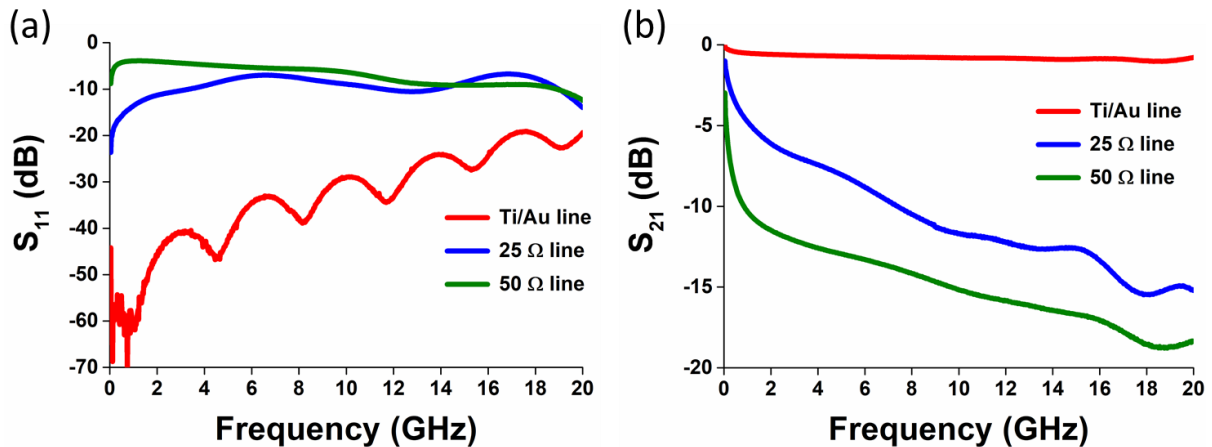 (a)
S11 (dB)
0
-10
-20
-30
-40
-50
-60
-70
Ti/Au line
25 Ω line
50 Ω line
0 2 4 6 8 10 12 14 16 18 20
Frequency (GHz)
(b)
S21 (dB)
0
-5
-10
-15
-20
Ti/Au line
25 Ω line
50 Ω line
0 2 4 6 8 10 12 14 16 18 20
Frequency (GHz)